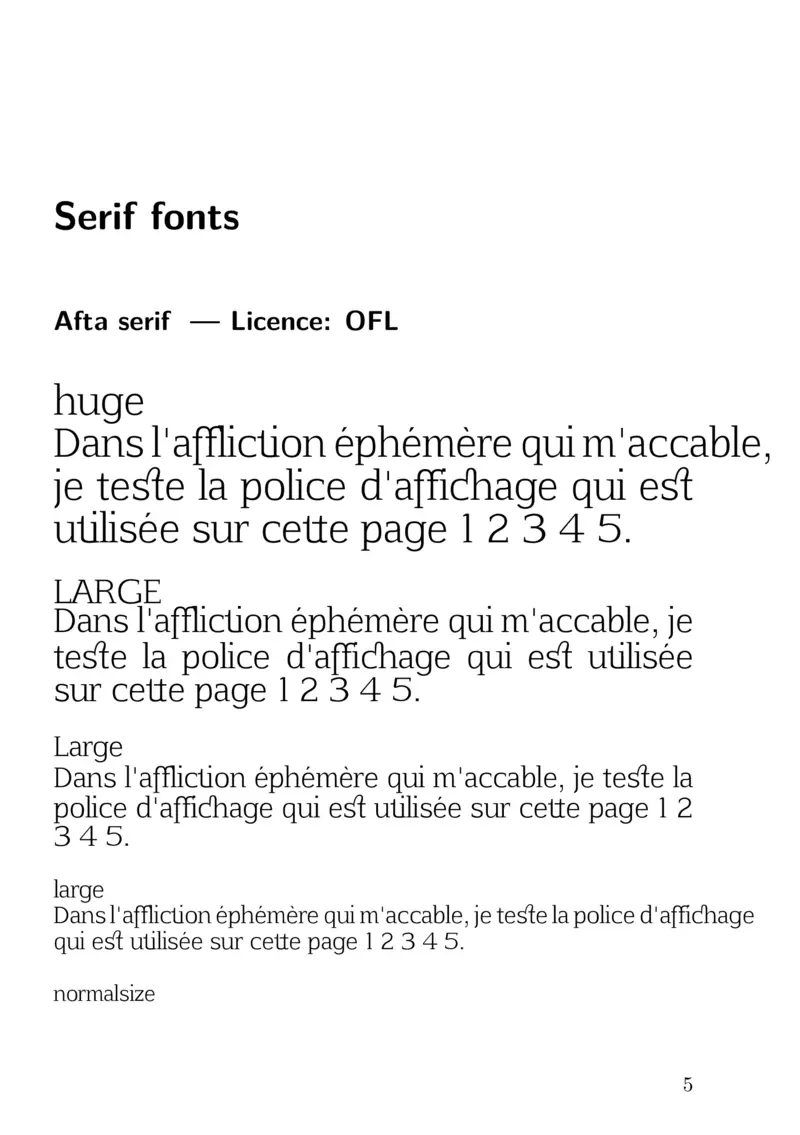 Serif fonts
Afta serif — Licence: OFL
huge
Dans l'affliction éphémère qui m'accable,
je teste la police d'affichage qui est
utilisée sur cette page 1 2 3 4 5.
LARGE
Dans l'affliction éphémère qui m'accable, je
teste la police d'affichage qui est utilisée
sur cette page 1 2 3 4 5.
Large
Dans l'affliction éphémère qui m'accable, je teste la
police d'affichage qui est utilisée sur cette page 1 2
3 4 5.
large
Dans l'affliction éphémère qui m'accable, je teste la police d'affichage
qui est utilisée sur cette page 1 2 3 4 5.
normalsize
5